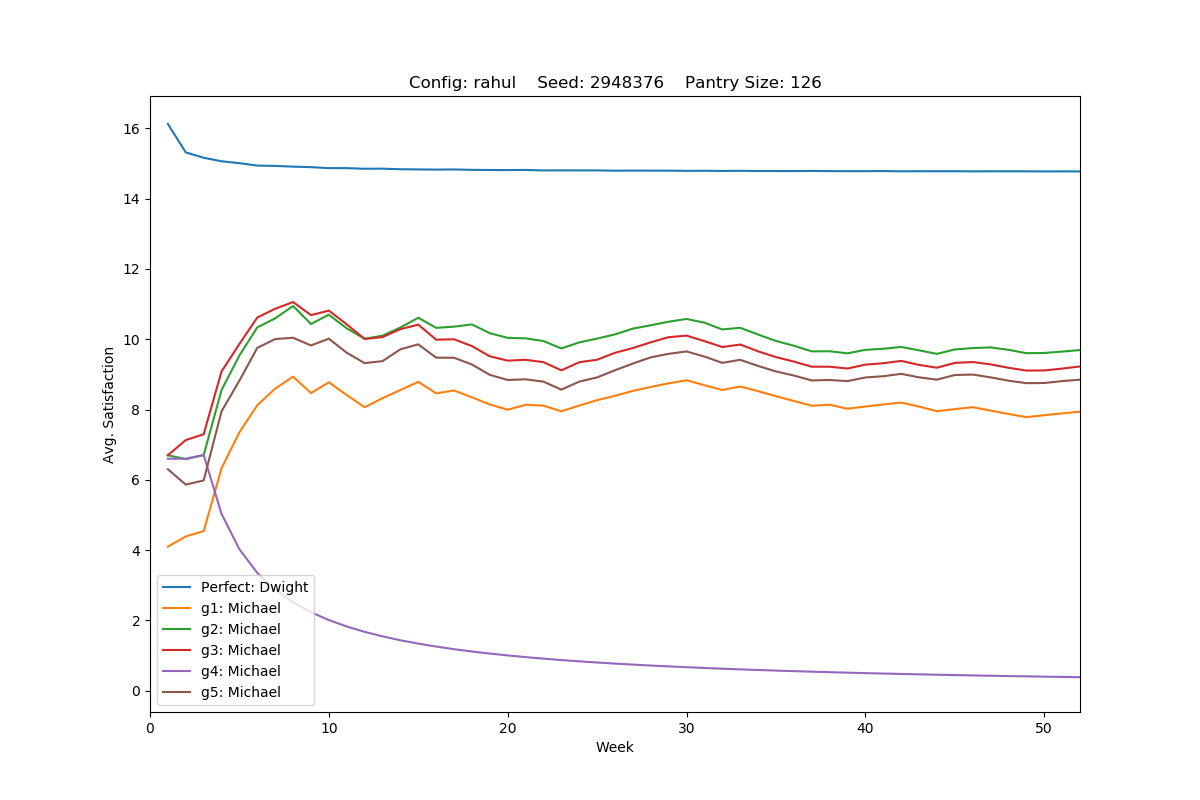 Config: rahul    Seed: 2948376    Pantry Size: 126
Avg. Satisfaction
16
14
12
10
8
6
4
2
0
Perfect: Dwight
g1: Michael
g2: Michael
g3: Michael
g4: Michael
g5: Michael
0 10 20 30 40 50
Week